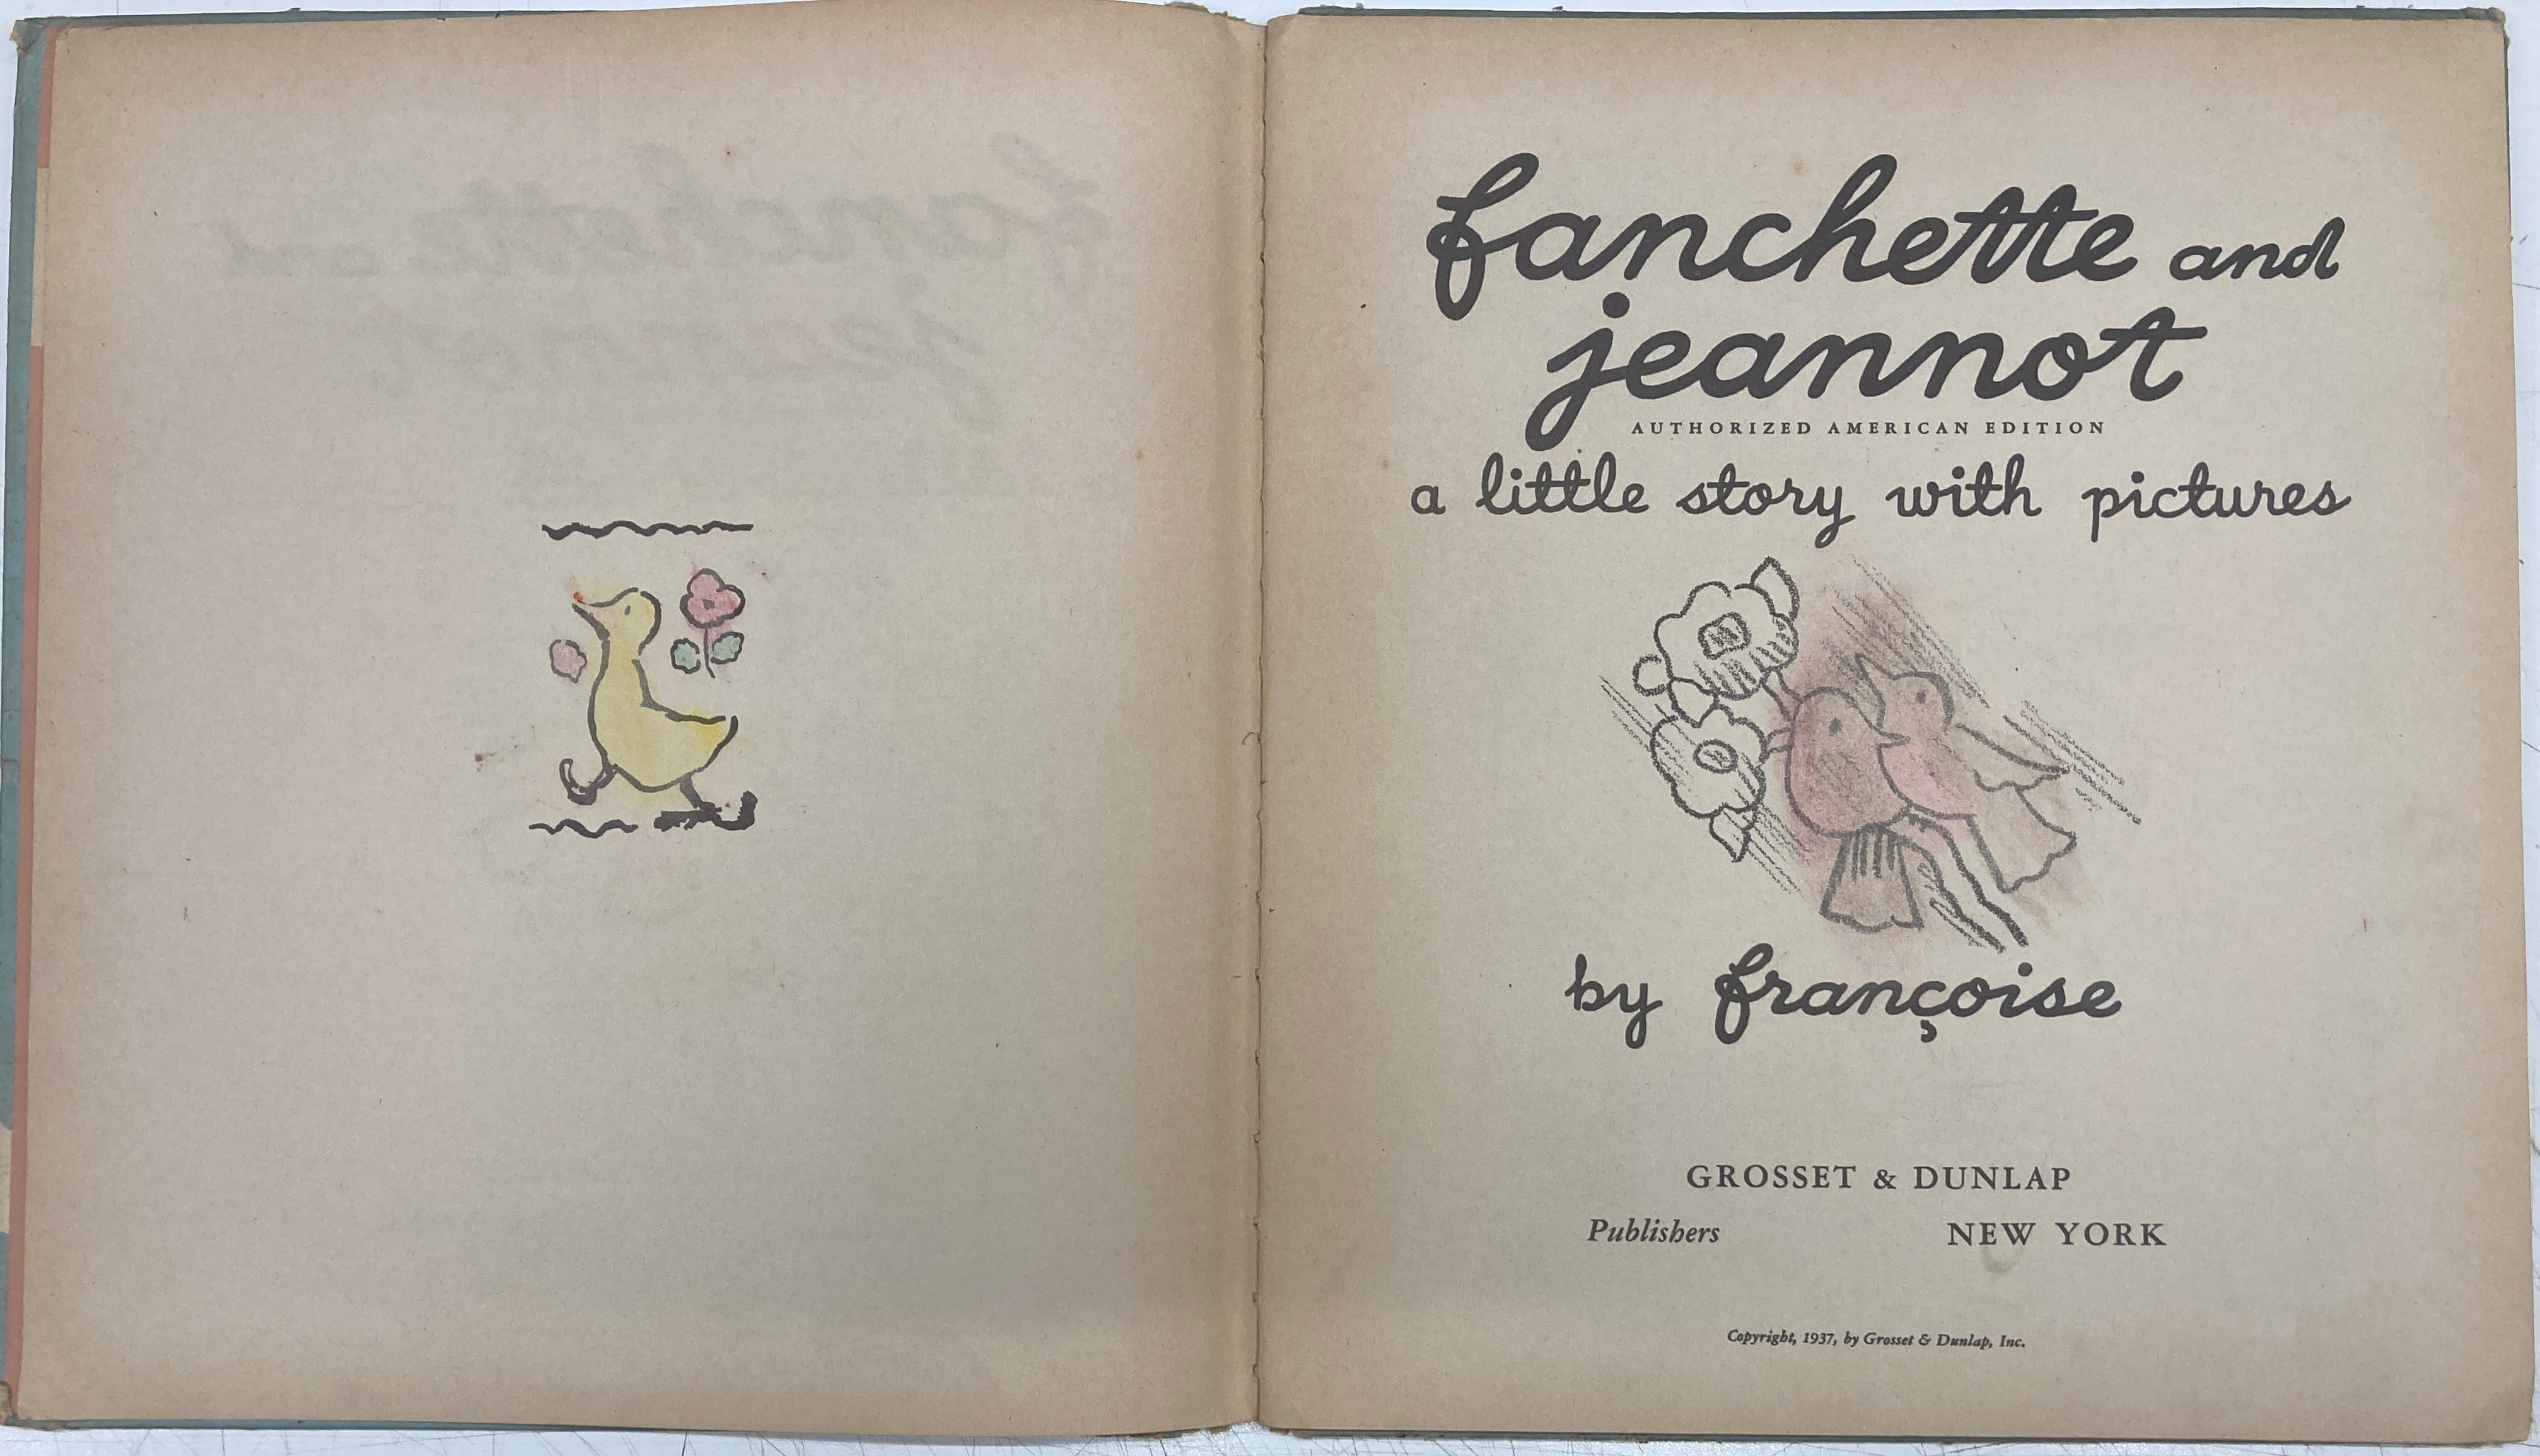 fanchette and
jeannot
AUTHORIZED AMERICAN EDITION
a little story with pictures
by françoise
GROSSET & DUNLAP
Publishers NEW YORK
Copyright, 1937, by Grosset & Dunlap, Inc.